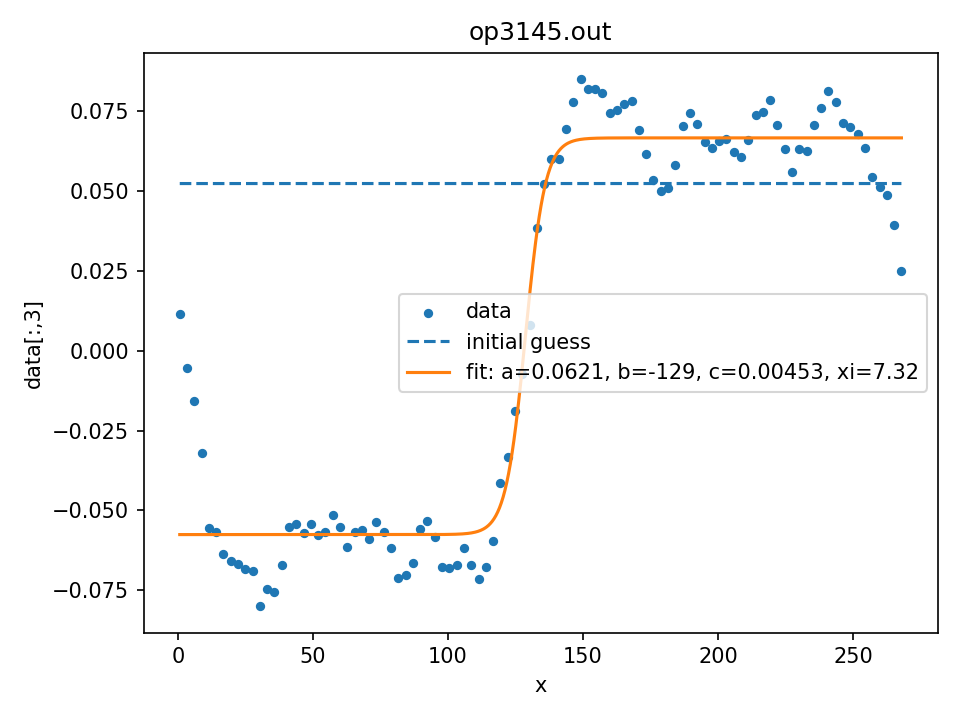 op3145.out
0.075
0.050
0.025
0.000
−0.025
−0.050
−0.075
data[:,3]
data
initial guess
fit: a=0.0621, b=-129, c=0.00453, xi=7.32
0 50 100 150 200 250
x